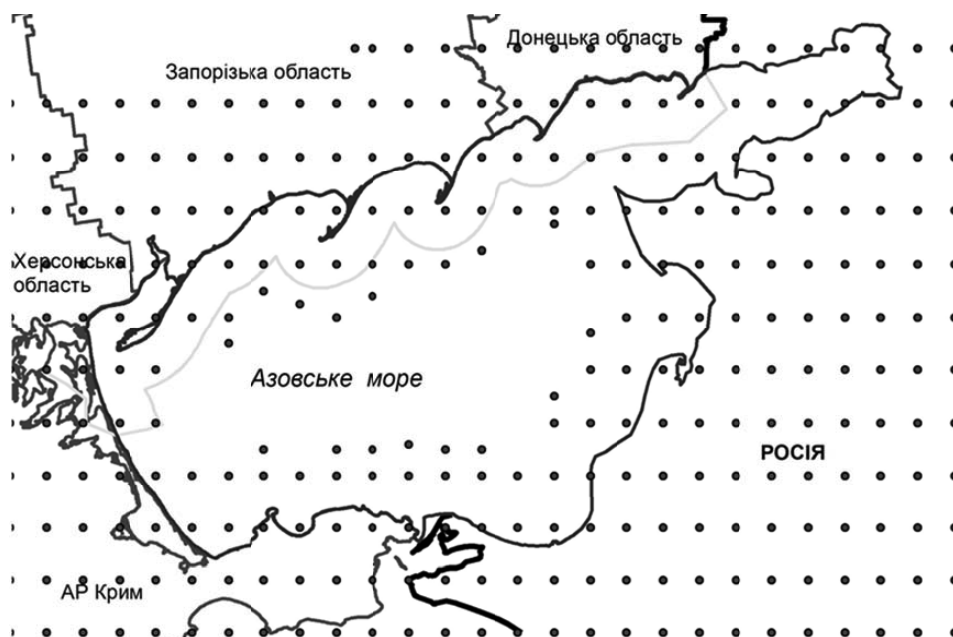 Донецька область
Запорізька область
Херсонська
область
Азовське море
РОСІЯ
АР Крим